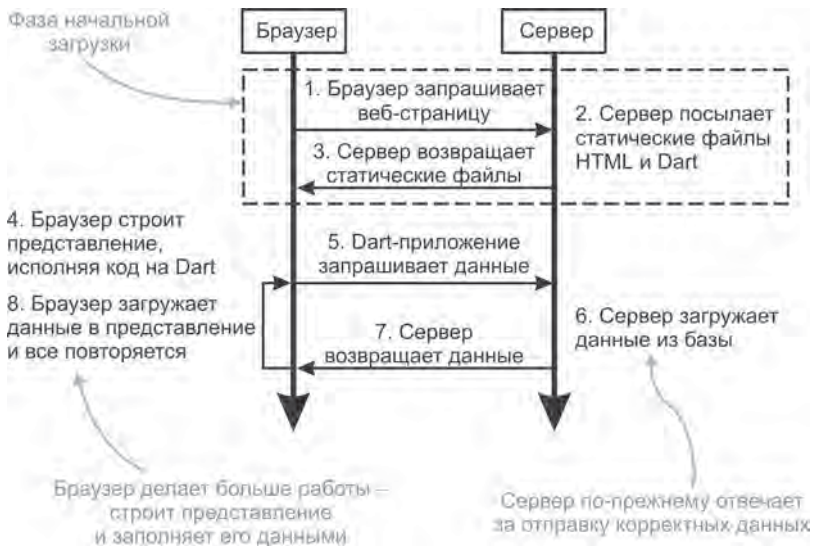 Фаза начальной
загрузки
Браузер
Сервер
1. Браузер запрашивает
веб-страницу
2. Сервер посылает
статические файлы
HTML и Dart
3. Сервер возвращает
статические файлы
4. Браузер строит
представление,
исполняя код на Dart
5. Dart-приложение
запрашивает данные
6. Сервер загружает
данные из базы
7. Сервер
возвращает данные
8. Браузер загружает
данные в представление
и все повторяется
Браузер делает больше работы –
строит представление
и заполняет его данными
Сервер по-прежнему отвечает
за отправку корректных данных